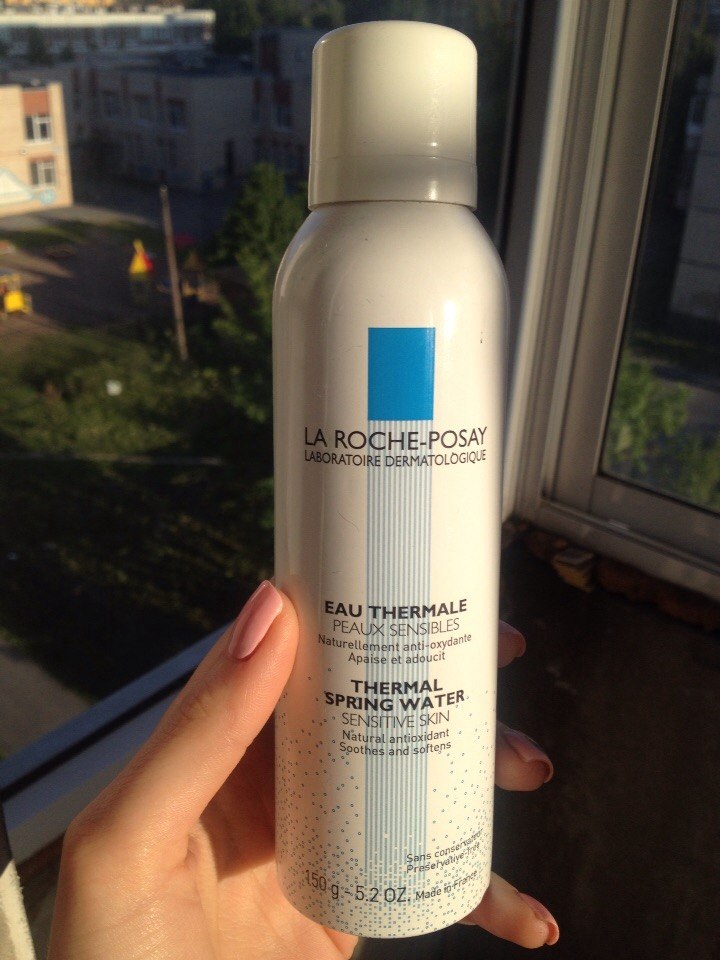 LA ROCHE-POSAY
LABORATOIRE DERMATOLOGIQUE
EAU THERMALE
PEAUX SENSIBLES
Naturellement anti-oxydante
Apaise et adoucit
THERMAL
SPRING WATER
SENSITIVE SKIN
Natural antioxidant
Soothes and softens
Sans
Preservative-free
150 g - 5.2 OZ. Made in France